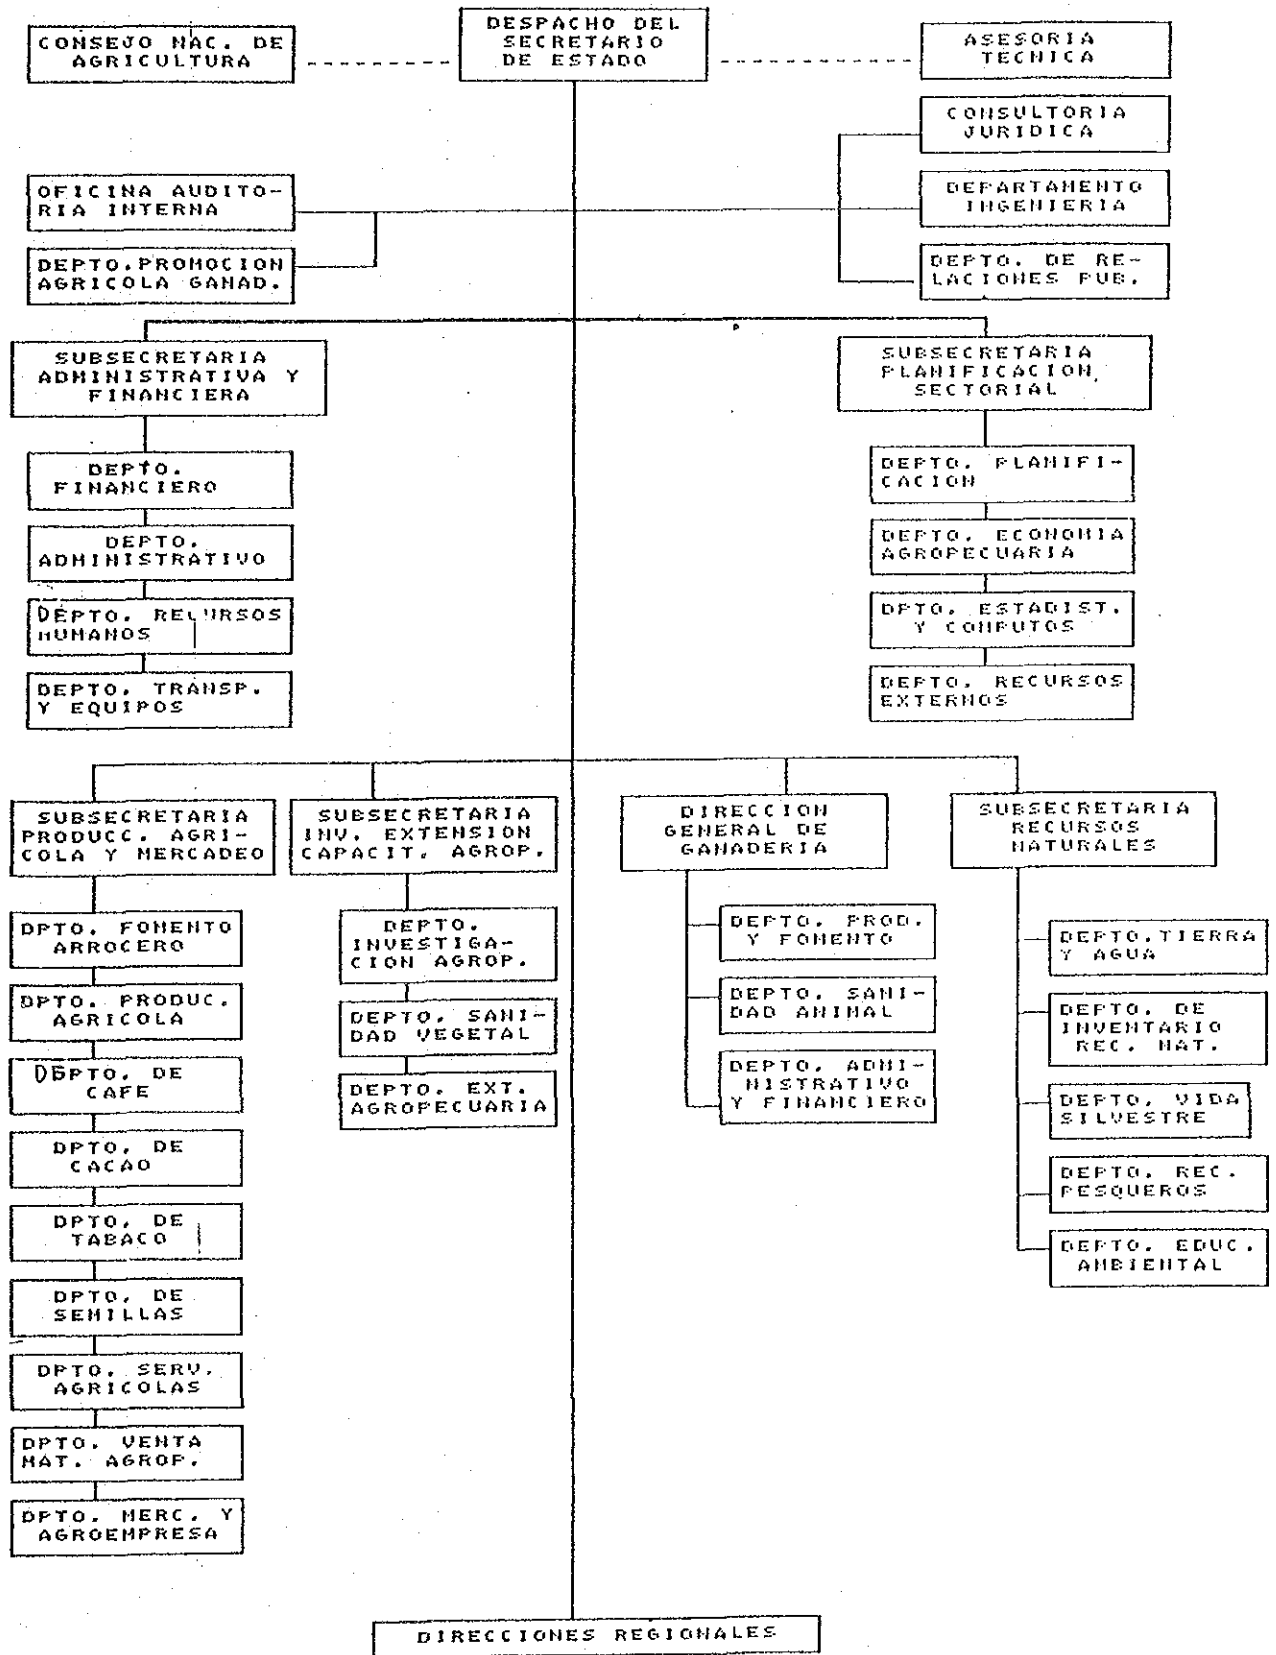 CONSEJO NAC. DE
AGRICULTURA
DESPACHO DEL
SECRETARIO
DE ESTADO
ASESORIA
TECNICA
CONSULTORIA
JURIDICA
OFICINA AUDITO-
RIA INTERNA
DEPARTAMENTO
INGENIERIA
DEPTO.PROMOCION
AGRICOLA GANAD.
DEPTO. DE RE-
LACIONES PUB.
SUBSECRETARIA
ADMINISTRATIVA Y
FINANCIERA
SUBSECRETARIA
PLANIFICACION
SECTORIAL
DEPTO.
FINANCIERO
DEPTO.
ADMINISTRATIVO
DEPTO. RECURSOS
HUMANOS
DEPTO. TRANSP.
Y EQUIPOS
DEPTO. PLANIFI-
CACION
DEPTO. ECONOMIA
AGROPECUARIA
DPTO. ESTADIST.
Y COMPUTOS
DEPTO. RECURSOS
EXTERNOS
SUBSECRETARIA
PRODUCC. AGRI-
COLA Y MERCADEO
SUBSECRETARIA
INV. EXTENSION
CAPACIT. AGROP.
DIRECCION
GENERAL DE
GANADERIA
SUBSECRETARIA
RECURSOS
NATURALES
DPTO. FOMENTO
ARROCERO
DPTO. PRODUC.
AGRICOLA
DEPTO. DE
CAFE
DPTO. DE
CACAO
DPTO. DE
TABACO
DPTO. DE
SEMILLAS
DPTO. SERV.
AGRICOLAS
DPTO. VENTA
MAT. AGROP.
DPTO. MERC. Y
AGROEMPRESA
DEPTO.
INVESTIGA-
CION AGROP.
DEPTO. SANI-
DAD VEGETAL
DEPTO. EXT.
AGROPECUARIA
DEPTO. PROD.
Y FOMENTO
DEPTO. SANI-
DAD ANIMAL
DEPTO. ADMI-
NISTRATIVO
Y FINANCIERO
DEPTO.TIERRA
Y AGUA
DEPTO. DE
INVENTARIO
REC. NAT.
DEPTO. VIDA
SILVESTRE
DEPTO. REC.
PESQUEROS
DEPTO. EDUC.
AMBIENTAL
DIRECCIONES REGIONALES